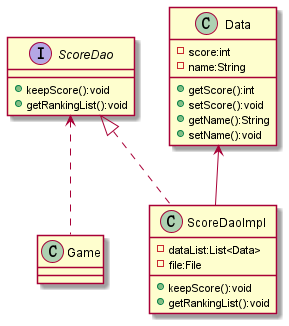 I ScoreDao
keepScore():void
getRankingList():void
C Data
score:int
name:String
getScore():int
setScore():void
getName():String
setName():void
C Game
C ScoreDaoImpl
dataList:List<Data>
file:File
keepScore():void
getRankingList():void